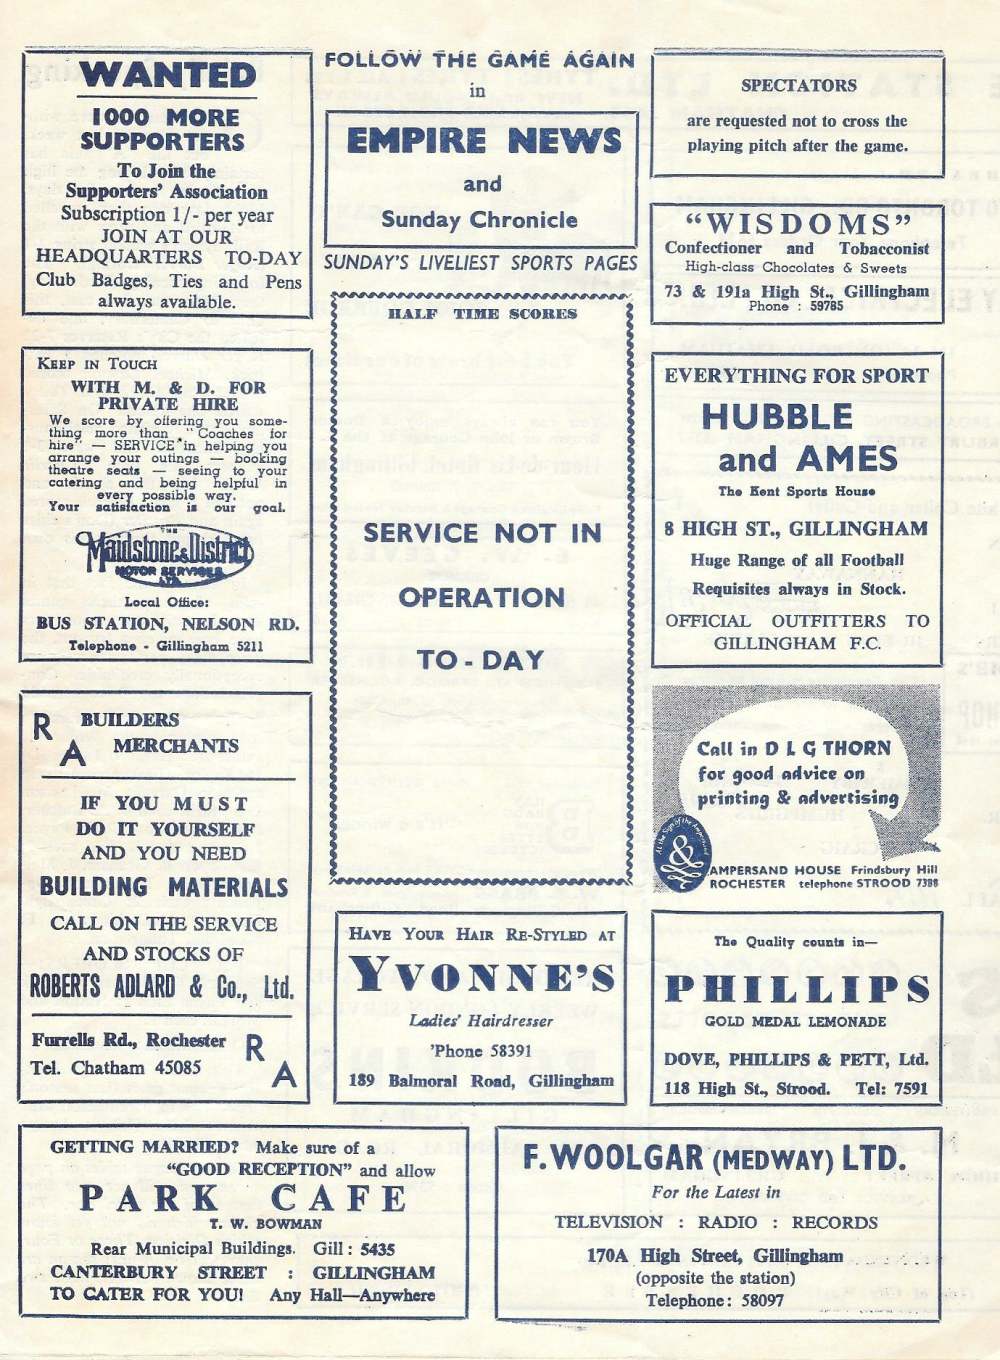 WANTED
1000 MORE
SUPPORTERS
To Join the
Supporters' Association
Subscription 1/- per year
JOIN AT OUR
HEADQUARTERS TO-DAY
Club Badges, Ties and Pens
always available.
FOLLOW THE GAME AGAIN
in
EMPIRE NEWS
and
Sunday Chronicle
SUNDAY'S LIVELIEST SPORTS PAGES
SPECTATORS
are requested not to cross the
playing pitch after the game.
"WISDOMS"
Confectioner and Tobacconist
High-class Chocolates & Sweets
73 & 191a High St., Gillingham
Phone : 59785
KEEP IN TOUCH
WITH M. & D. FOR
PRIVATE HIRE
We score by offering you some-
thing more than "Coaches for
hire" — SERVICE in helping you
arrange your outings — booking
theatre seats — seeing to your
catering and being helpful in
every possible way.
Your satisfaction is our goal.
THE
Maidstone & District
MOTOR SERVICES
LTD.
Local Office:
BUS STATION, NELSON RD.
Telephone - Gillingham 5211
HALF TIME SCORES
SERVICE NOT IN
OPERATION
TO-DAY
EVERYTHING FOR SPORT
HUBBLE
and AMES
The Kent Sports House
8 HIGH ST., GILLINGHAM
Huge Range of all Football
Requisites always in Stock.
OFFICIAL OUTFITTERS TO
GILLINGHAM F.C.
R A
BUILDERS
MERCHANTS
IF YOU MUST
DO IT YOURSELF
AND YOU NEED
BUILDING MATERIALS
CALL ON THE SERVICE
AND STOCKS OF
ROBERTS ADLARD & Co., Ltd.
Furrells Rd., Rochester
Tel. Chatham 45085
R A
Call in D L G THORN
for good advice on
printing & advertising
At the Sign of the Ampersand
&
AMPERSAND HOUSE Frindsbury Hill
ROCHESTER telephone STROOD 7388
HAVE YOUR HAIR RE-STYLED AT
YVONNE'S
Ladies' Hairdresser
'Phone 58391
189 Balmoral Road, Gillingham
The Quality counts in—
PHILLIPS
GOLD MEDAL LEMONADE
DOVE, PHILLIPS & PETT, Ltd.
118 High St., Strood. Tel: 7591
GETTING MARRIED? Make sure of a
"GOOD RECEPTION" and allow
PARK CAFE
T. W. BOWMAN
Rear Municipal Buildings. Gill: 5435
CANTERBURY STREET : GILLINGHAM
TO CATER FOR YOU! Any Hall—Anywhere
F. WOOLGAR (MEDWAY) LTD.
For the Latest in
TELEVISION : RADIO : RECORDS
170A High Street, Gillingham
(opposite the station)
Telephone: 58097